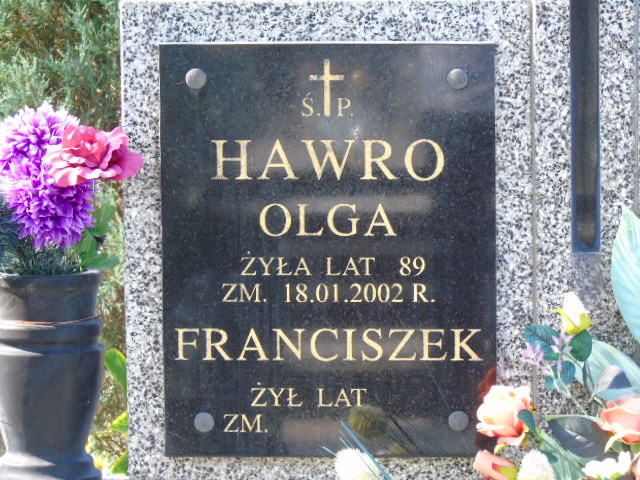 Ś. P.
HAWRO
OLGA
ŻYŁA LAT 89
ZM. 18.01.2002 R.
FRANCISZEK
ŻYŁ LAT
ZM.